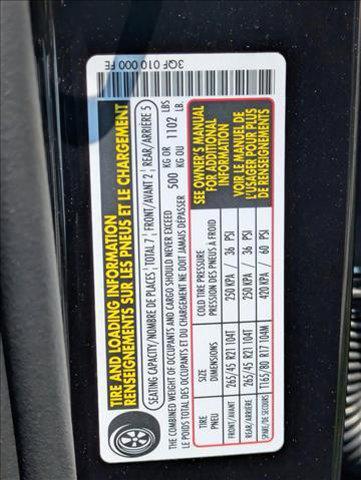 3QF 010 000 FE
TIRE AND LOADING INFORMATION
RENSEIGNEMENTS SUR LES PNEUS ET LE CHARGEMENT
SEATING CAPACITY/NOMBRE DE PLACES | TOTAL 7 | FRONT/AVANT 2 | REAR/ARRIÈRE 5
THE COMBINED WEIGHT OF OCCUPANTS AND CARGO SHOULD NEVER EXCEED 500 KG OR 1102 LBS
LE POIDS TOTAL DES OCCUPANTS ET DU CHARGEMENT NE DOIT JAMAIS DÉPASSER KG OU LB.
TIRE PNEU SIZE DIMENSIONS COLD TIRE PRESSURE PRESSION DES PNEUS À FROID
FRONT/AVANT 265/45 R21 104T 250 KPA / 36 PSI
REAR/ARRIÈRE 265/45 R21 104T 250 KPA / 36 PSI
SPARE/DE SECOURS T165/80 R17 104M 420 KPA / 60 PSI
SEE OWNER'S MANUAL
FOR ADDITIONAL
INFORMATION
VOIR LE MANUEL DE
L'USAGER POUR PLUS
DE RENSEIGNEMENTS